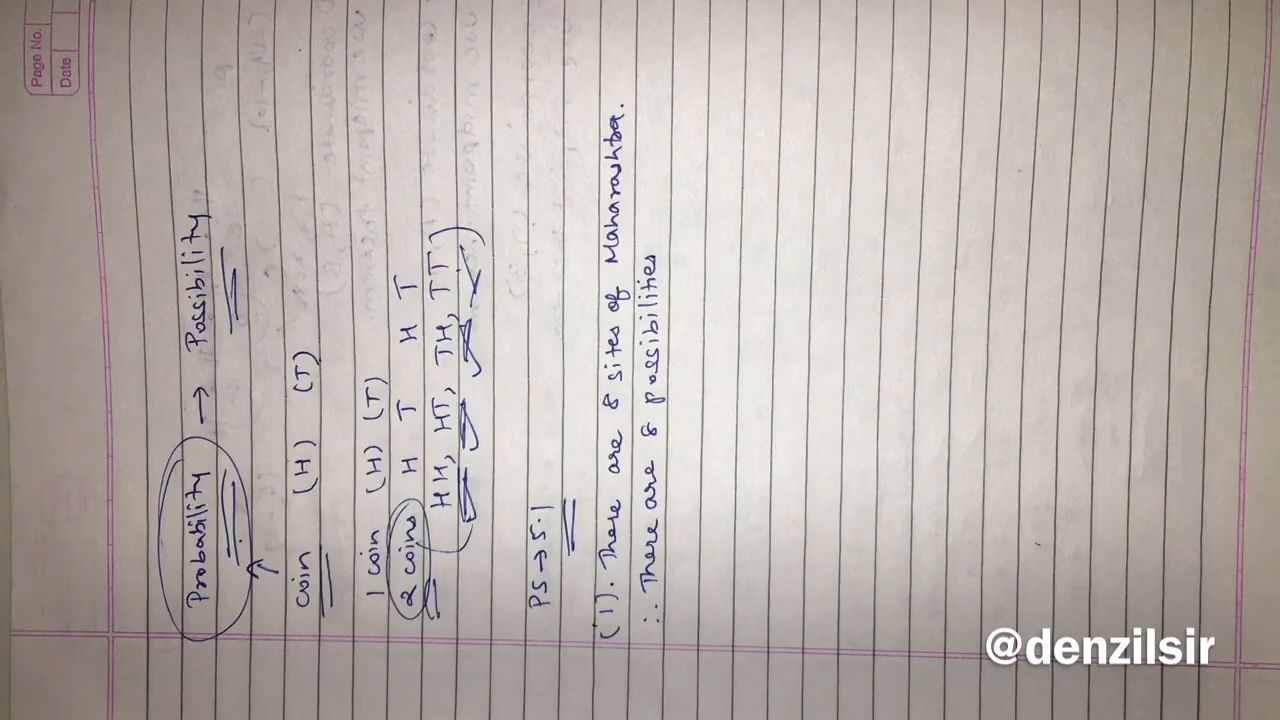 Page No.
Date
Probability → Possibility
coin (H) (T)
1 coin (H) (T)
2 coins H T H T
HH, HT, TH, TT
PS → 5.1
(1). There are 8 sites of Maharashtra.
∴ There are 8 possibilities
@denzilsir